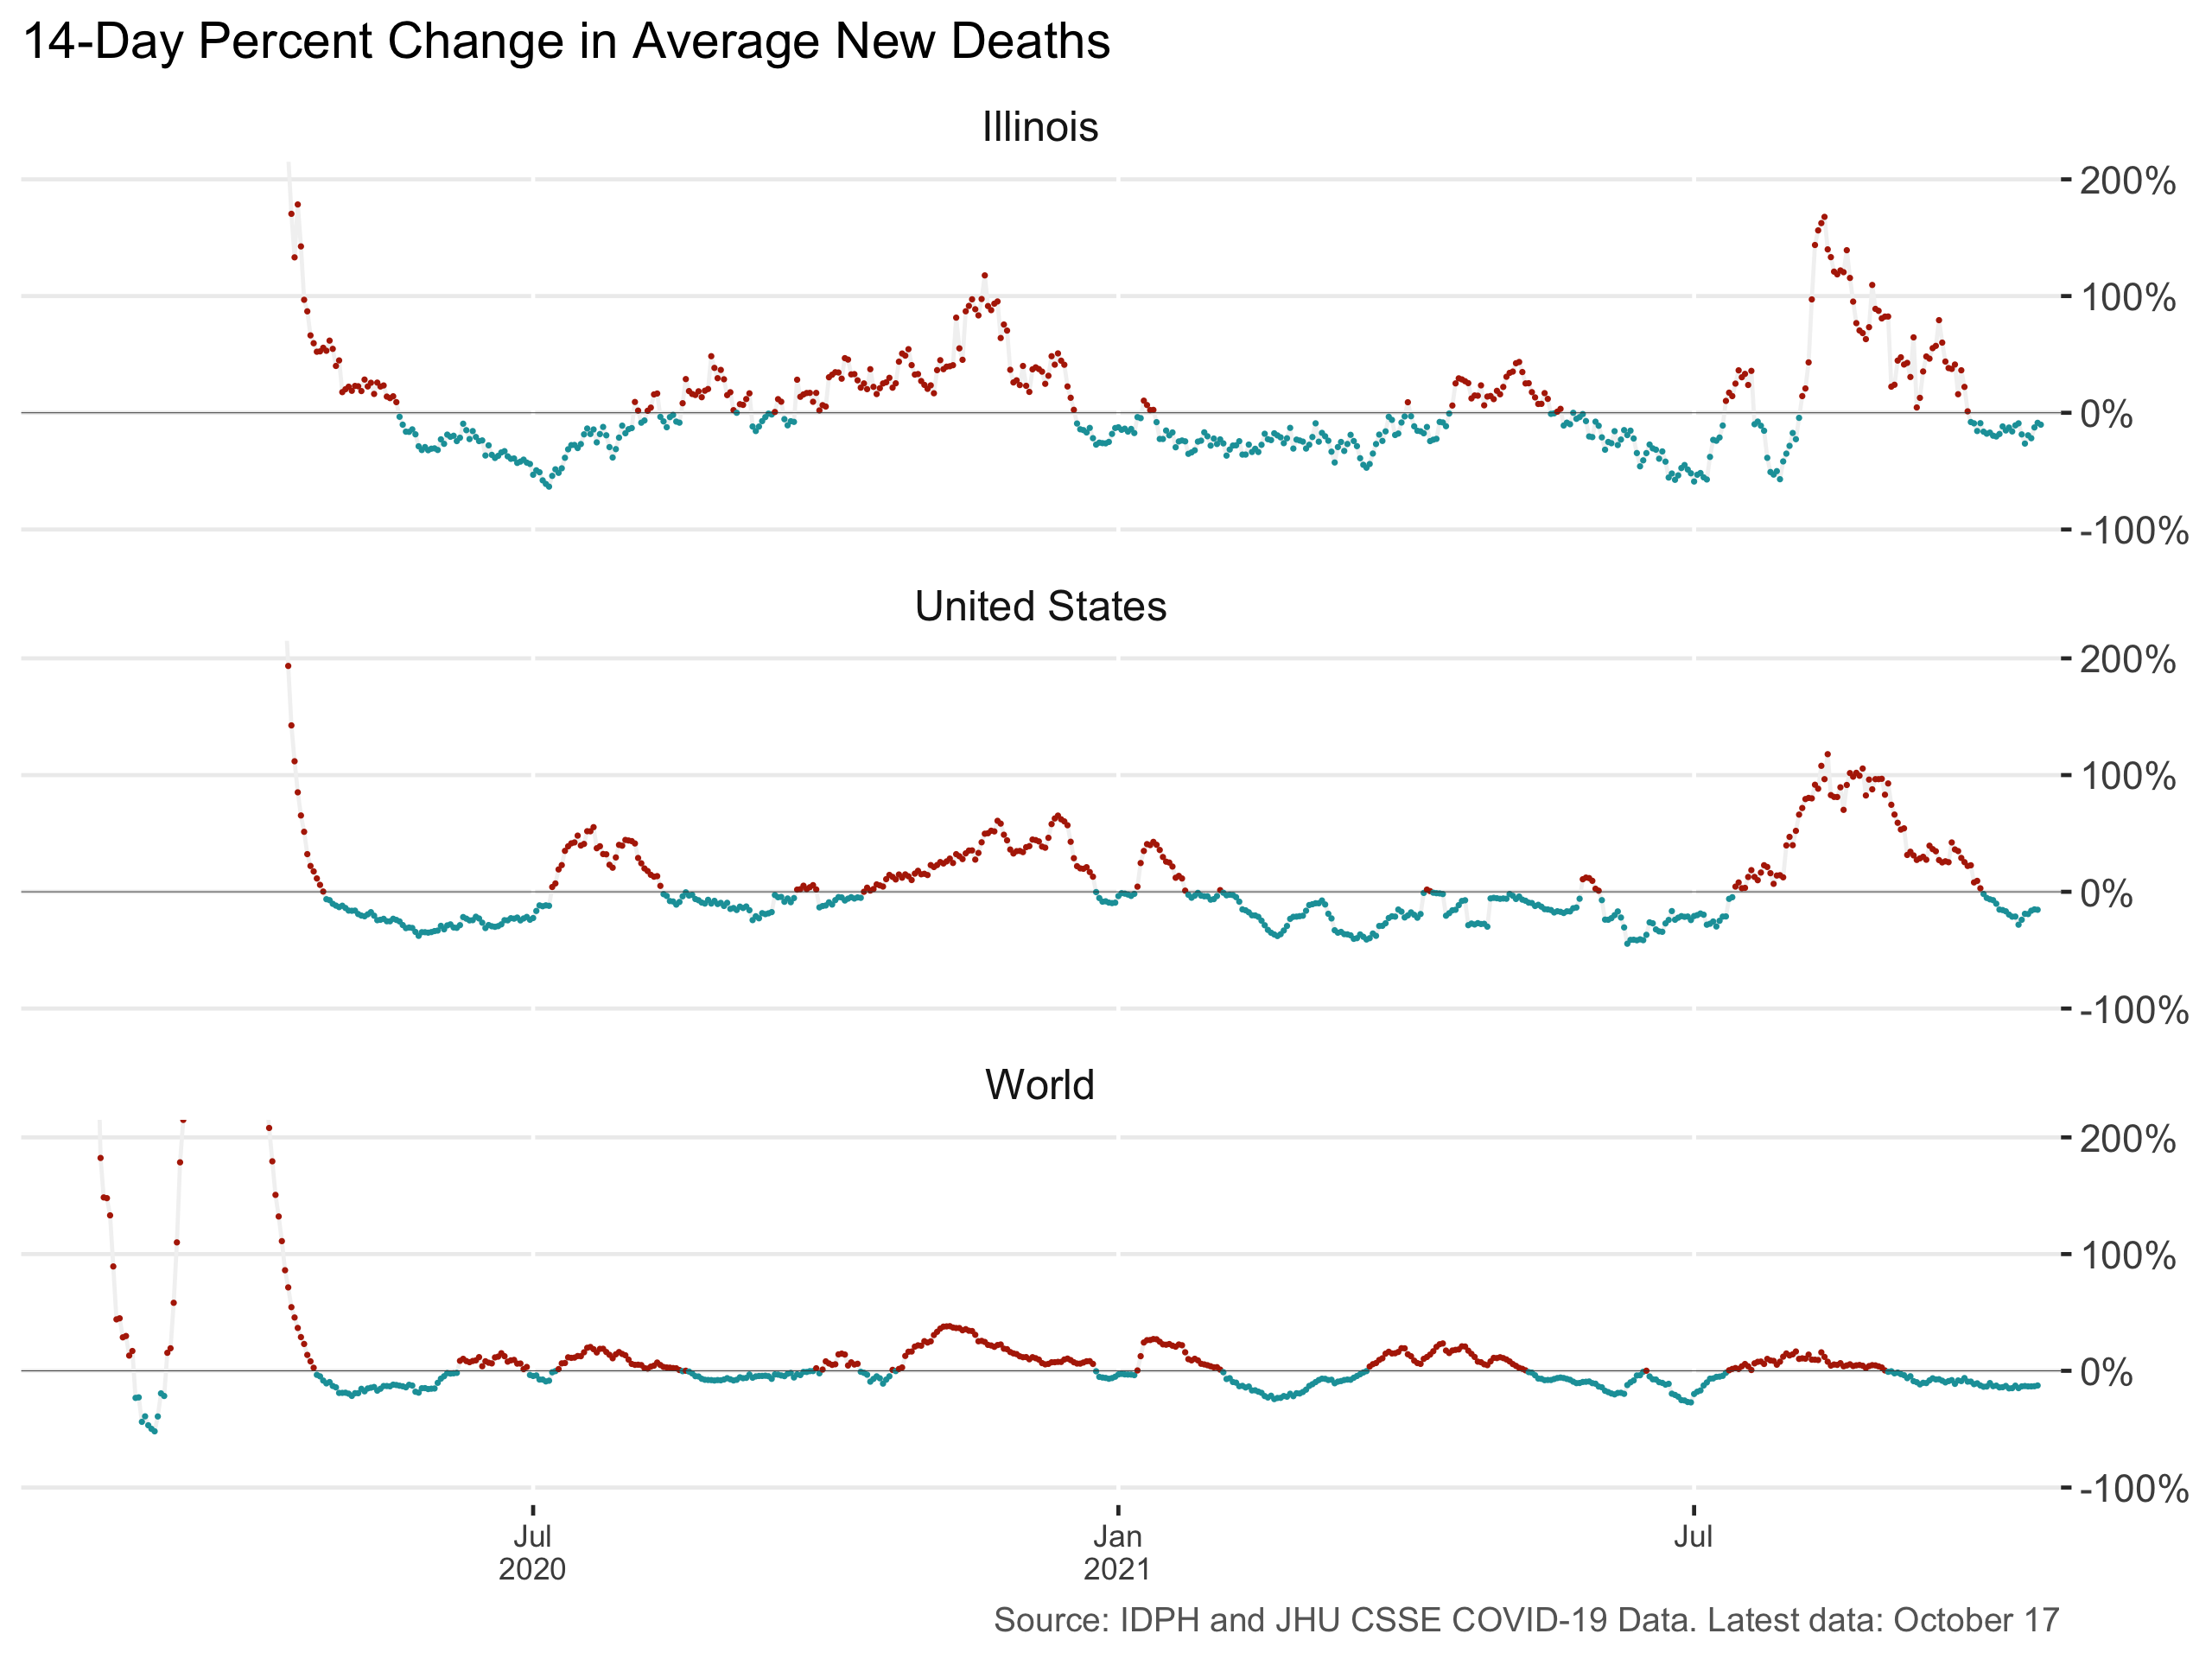 14-Day Percent Change in Average New Deaths
Illinois
200%
100%
0%
-100%
United States
200%
100%
0%
-100%
World
200%
100%
0%
-100%
Jul Jan Jul
2020 2021
Source: IDPH and JHU CSSE COVID-19 Data. Latest data: October 17